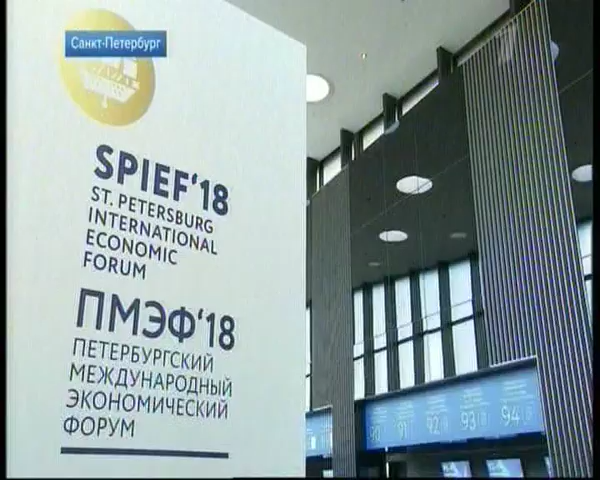 Санкт-Петербург
SPIEF‘18
ST. PETERSBURG
INTERNATIONAL
ECONOMIC
FORUM
ПМЭФ‘18
ПЕТЕРБУРГСКИЙ
МЕЖДУНАРОДНЫЙ
ЭКОНОМИЧЕСКИЙ
ФОРУМ
90 91 92 93 94